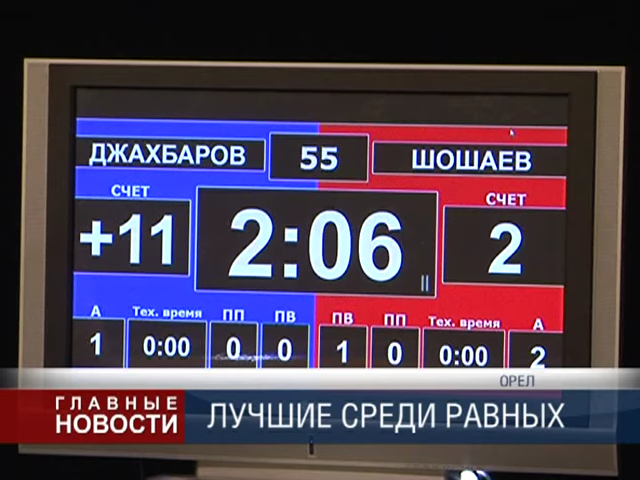 ДЖАХБАРОВ 55 ШОШАЕВ
СЧЕТ СЧЕТ
+11 2:06 2
А Тех. время ПП ПВ ПВ ПП Тех. время А
1 0:00 0 0 1 0 0:00 2
ОРЕЛ
ГЛАВНЫЕ
НОВОСТИ
ЛУЧШИЕ СРЕДИ РАВНЫХ